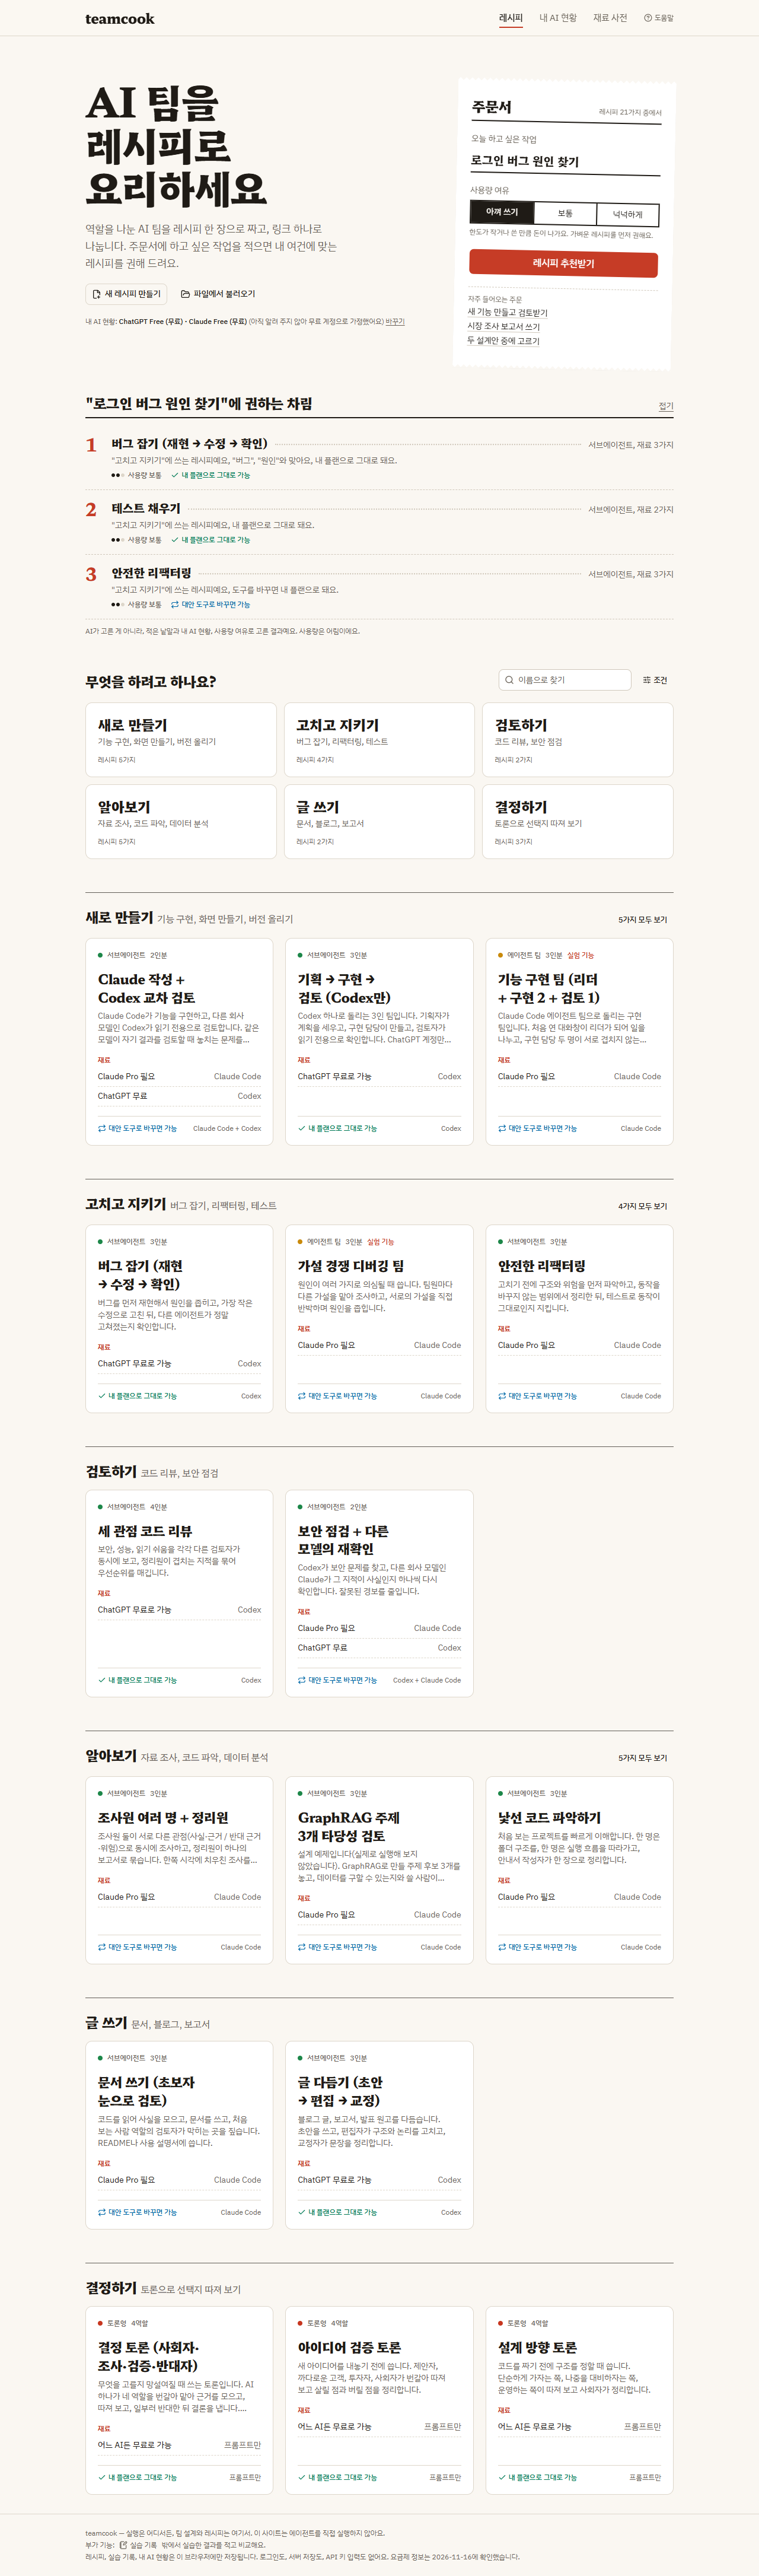 teamcook
레시피 내 AI 현황 재료 사전 도움말
AI 팀을
레시피로
요리하세요
역할을 나눈 AI 팀을 레시피 한 장으로 짜고, 링크 하나로
나눕니다. 주문서에 하고 싶은 작업을 적으면 내 여건에 맞는
레시피를 권해 드려요.
새 레시피 만들기 파일에서 불러오기
내 AI 현황: ChatGPT Free (무료) · Claude Free (무료) (아직 알려 주지 않아 무료 계정으로 가정했어요) 바꾸기
주문서 레시피 21가지 중에서
오늘 하고 싶은 작업
로그인 버그 원인 찾기
사용량 여유
아껴 쓰기 보통 넉넉하게
한도가 작거나 쓴 만큼 돈이 나가요. 가벼운 레시피를 먼저 권해요.
레시피 추천받기
자주 들어오는 주문
새 기능 만들고 검토받기
시장 조사 보고서 쓰기
두 설계안 중에 고르기
"로그인 버그 원인 찾기"에 권하는 차림 접기
1 버그 잡기 (재현 → 수정 → 확인) 서브에이전트, 재료 3가지
"고치고 지키기"에 쓰는 레시피예요, "버그", "원인"와 맞아요, 내 플랜으로 그대로 돼요.
사용량 보통 내 플랜으로 그대로 가능
2 테스트 채우기 서브에이전트, 재료 2가지
"고치고 지키기"에 쓰는 레시피예요, 내 플랜으로 그대로 돼요.
사용량 보통 내 플랜으로 그대로 가능
3 안전한 리팩터링 서브에이전트, 재료 3가지
"고치고 지키기"에 쓰는 레시피예요, 도구를 바꾸면 내 플랜으로 돼요.
사용량 보통 대안 도구로 바꾸면 가능
AI가 고른 게 아니라, 적은 낱말과 내 AI 현황, 사용량 여유로 고른 결과예요. 사용량은 어림이에요.
무엇을 하려고 하나요? 이름으로 찾기 조건
새로 만들기
기능 구현, 화면 만들기, 버전 올리기
레시피 5가지
고치고 지키기
버그 잡기, 리팩터링, 테스트
레시피 4가지
검토하기
코드 리뷰, 보안 점검
레시피 2가지
알아보기
자료 조사, 코드 파악, 데이터 분석
레시피 5가지
글 쓰기
문서, 블로그, 보고서
레시피 2가지
결정하기
토론으로 선택지 따져 보기
레시피 3가지
새로 만들기 기능 구현, 화면 만들기, 버전 올리기 5가지 모두 보기
서브에이전트 2인분
Claude 작성 +
Codex 교차 검토
Claude Code가 기능을 구현하고, 다른 회사
모델인 Codex가 읽기 전용으로 검토합니다. 같은
모델이 자기 결과를 검토할 때 놓치는 문제를...
재료
Claude Pro 필요 Claude Code
ChatGPT 무료 Codex
대안 도구로 바꾸면 가능 Claude Code + Codex
서브에이전트 3인분
기획 → 구현 →
검토 (Codex만)
Codex 하나로 돌리는 3인 팀입니다. 기획자가
계획을 세우고, 구현 담당이 만들고, 검토자가
읽기 전용으로 확인합니다. ChatGPT 계정만...
재료
ChatGPT 무료로 가능 Codex
내 플랜으로 그대로 가능 Codex
에이전트 팀 3인분 실험 기능
기능 구현 팀 (리더
+ 구현 2 + 검토 1)
Claude Code 에이전트 팀으로 돌리는 구현
팀입니다. 처음 연 대화창이 리더가 되어 일을
나누고, 구현 담당 두 명이 서로 겹치지 않는...
재료
Claude Pro 필요 Claude Code
대안 도구로 바꾸면 가능 Claude Code
고치고 지키기 버그 잡기, 리팩터링, 테스트 4가지 모두 보기
서브에이전트 3인분
버그 잡기 (재현
→ 수정 → 확인)
버그를 먼저 재현해서 원인을 좁히고, 가장 작은
수정으로 고친 뒤, 다른 에이전트가 정말
고쳐졌는지 확인합니다.
재료
ChatGPT 무료로 가능 Codex
내 플랜으로 그대로 가능 Codex
에이전트 팀 3인분 실험 기능
가설 경쟁 디버깅 팀
원인이 여러 가지로 의심될 때 씁니다. 팀원마다
다른 가설을 맡아 조사하고, 서로의 가설을 직접
반박하며 원인을 좁힙니다.
재료
Claude Pro 필요 Claude Code
대안 도구로 바꾸면 가능 Claude Code
서브에이전트 3인분
안전한 리팩터링
고치기 전에 구조와 위험을 먼저 파악하고, 동작을
바꾸지 않는 범위에서 정리한 뒤, 테스트로 동작이
그대로인지 지킵니다.
재료
Claude Pro 필요 Claude Code
대안 도구로 바꾸면 가능 Claude Code
검토하기 코드 리뷰, 보안 점검
서브에이전트 4인분
세 관점 코드 리뷰
보안, 성능, 읽기 쉬움을 각각 다른 검토자가
동시에 보고, 정리원이 겹치는 지적을 묶어
우선순위를 매깁니다.
재료
ChatGPT 무료로 가능 Codex
내 플랜으로 그대로 가능 Codex
서브에이전트 2인분
보안 점검 + 다른
모델의 재확인
Codex가 보안 문제를 찾고, 다른 회사 모델인
Claude가 그 지적이 사실인지 하나씩 다시
확인합니다. 잘못된 경보를 줄입니다.
재료
Claude Pro 필요 Claude Code
ChatGPT 무료 Codex
대안 도구로 바꾸면 가능 Codex + Claude Code
알아보기 자료 조사, 코드 파악, 데이터 분석 5가지 모두 보기
서브에이전트 3인분
조사원 여러 명 + 정리원
조사원 둘이 서로 다른 관점(사실·근거 / 반대 근거
·위험)으로 동시에 조사하고, 정리원이 하나의
보고서로 묶습니다. 한쪽 시각에 치우친 조사를...
재료
Claude Pro 필요 Claude Code
대안 도구로 바꾸면 가능 Claude Code
서브에이전트 3인분
GraphRAG 주제
3개 타당성 검토
설계 예제입니다(실제로 실행해 보지
않았습니다). GraphRAG로 만들 주제 후보 3개를
놓고, 데이터를 구할 수 있는지와 쓸 사람이...
재료
Claude Pro 필요 Claude Code
대안 도구로 바꾸면 가능 Claude Code
서브에이전트 3인분
낯선 코드 파악하기
처음 보는 프로젝트를 빠르게 이해합니다. 한 명은
폴더 구조를, 한 명은 실행 흐름을 따라가고,
안내서 작성자가 한 장으로 정리합니다.
재료
Claude Pro 필요 Claude Code
대안 도구로 바꾸면 가능 Claude Code
글 쓰기 문서, 블로그, 보고서
서브에이전트 3인분
문서 쓰기 (초보자
눈으로 검토)
코드를 읽어 사실을 모으고, 문서를 쓰고, 처음
보는 사람 역할의 검토자가 막히는 곳을 짚습니다.
README나 사용 설명서에 씁니다.
재료
Claude Pro 필요 Claude Code
대안 도구로 바꾸면 가능 Claude Code
서브에이전트 3인분
글 다듬기 (초안
→ 편집 → 교정)
블로그 글, 보고서, 발표 원고를 다듬습니다.
초안을 쓰고, 편집자가 구조와 논리를 고치고,
교정자가 문장을 정리합니다.
재료
ChatGPT 무료로 가능 Codex
내 플랜으로 그대로 가능 Codex
결정하기 토론으로 선택지 따져 보기
토론형 4역할
결정 토론 (사회자·
조사·검증·반대자)
무엇을 고를지 망설여질 때 쓰는 토론입니다. AI
하나가 네 역할을 번갈아 맡아 근거를 모으고,
따져 보고, 일부러 반대한 뒤 결론을 냅니다....
재료
어느 AI든 무료로 가능 프롬프트만
내 플랜으로 그대로 가능 프롬프트만
토론형 4역할
아이디어 검증 토론
새 아이디어를 내놓기 전에 씁니다. 제안자,
까다로운 고객, 투자자, 사회자가 번갈아 따져
보고 살릴 점과 버릴 점을 정리합니다.
재료
어느 AI든 무료로 가능 프롬프트만
내 플랜으로 그대로 가능 프롬프트만
토론형 4역할
설계 방향 토론
코드를 짜기 전에 구조를 정할 때 씁니다.
단순하게 가자는 쪽, 나중을 대비하자는 쪽,
운영하는 쪽이 따져 보고 사회자가 정리합니다.
재료
어느 AI든 무료로 가능 프롬프트만
내 플랜으로 그대로 가능 프롬프트만
teamcook — 실행은 어디서든, 팀 설계와 레시피는 여기서. 이 사이트는 에이전트를 직접 실행하지 않아요.
부가 기능: 실습 기록 밖에서 실습한 결과를 적고 비교해요.
레시피, 실습 기록, 내 AI 현황은 이 브라우저에만 저장됩니다. 로그인도, 서버 저장도, API 키 입력도 없어요. 요금제 정보는 2026-11-16에 확인했습니다.